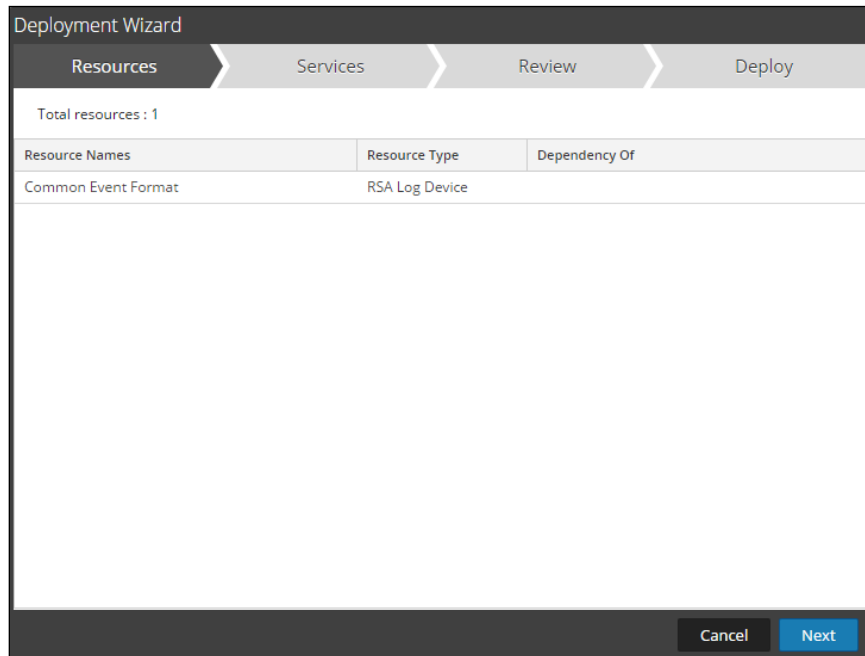 Deployment Wizard
Resources Services Review Deploy
Total resources : 1
Resource Names Resource Type Dependency Of
Common Event Format RSA Log Device
Cancel Next